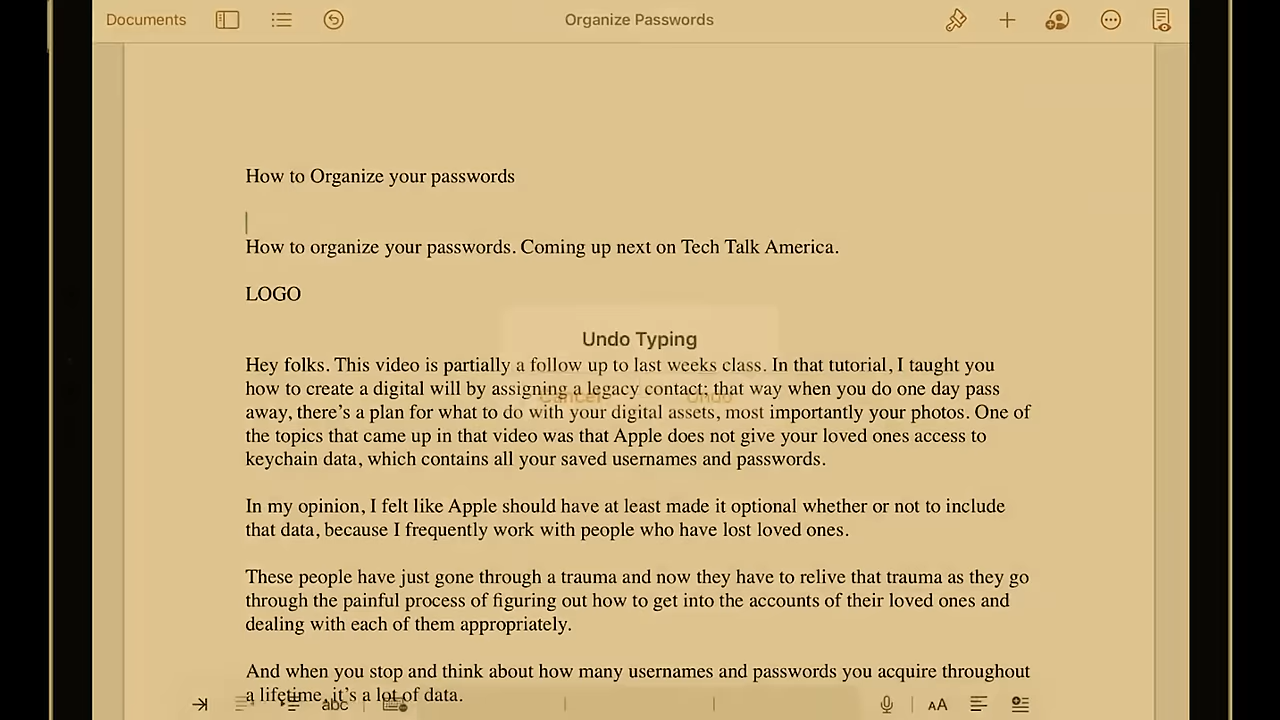 Documents
Organize Passwords
How to Organize your passwords
How to organize your passwords. Coming up next on Tech Talk America.
LOGO
Undo Typing
Cancel
Undo
Hey folks. This video is partially a follow up to last weeks class. In that tutorial, I taught you
how to create a digital will by assigning a legacy contact; that way when you do one day pass
away, there’s a plan for what to do with your digital assets, most importantly your photos. One of
the topics that came up in that video was that Apple does not give your loved ones access to
keychain data, which contains all your saved usernames and passwords.
In my opinion, I felt like Apple should have at least made it optional whether or not to include
that data, because I frequently work with people who have lost loved ones.
These people have just gone through a trauma and now they have to relive that trauma as they go
through the painful process of figuring out how to get into the accounts of their loved ones and
dealing with each of them appropriately.
And when you stop and think about how many usernames and passwords you acquire throughout
a lifetime, it’s a lot of data.
abc
AA